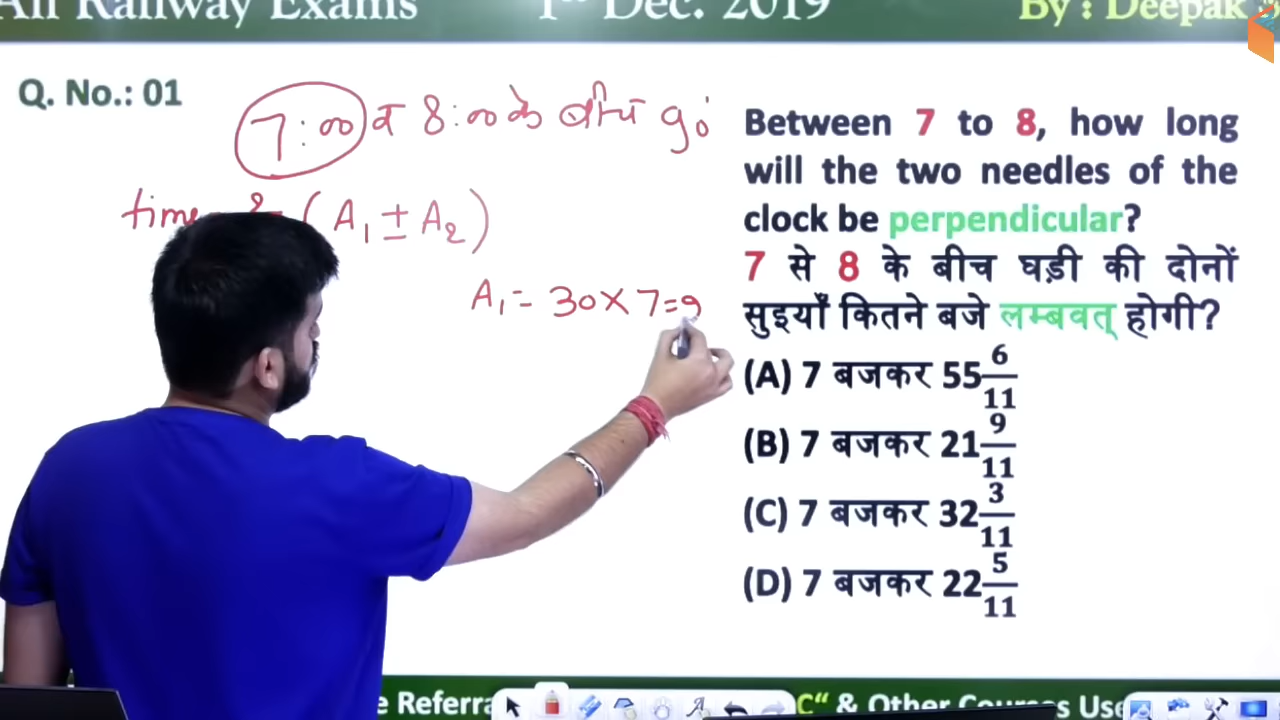 All Railway Exams 1st Dec. 2019 By : Deepak
Q. No.: 01
7:00 व 8:00 के बीच 90°
time = (A₁ ± A₂)
A₁ = 30 × 7 =
Between 7 to 8, how long
will the two needles of the
clock be perpendicular?
7 से 8 के बीच घड़ी की दोनों
सुइयाँ कितने बजे लम्बवत् होगी?
(A) 7 बजकर 55 6/11
(B) 7 बजकर 21 9/11
(C) 7 बजकर 32 3/11
(D) 7 बजकर 22 5/11
e Referra C“ & Other Courses Use